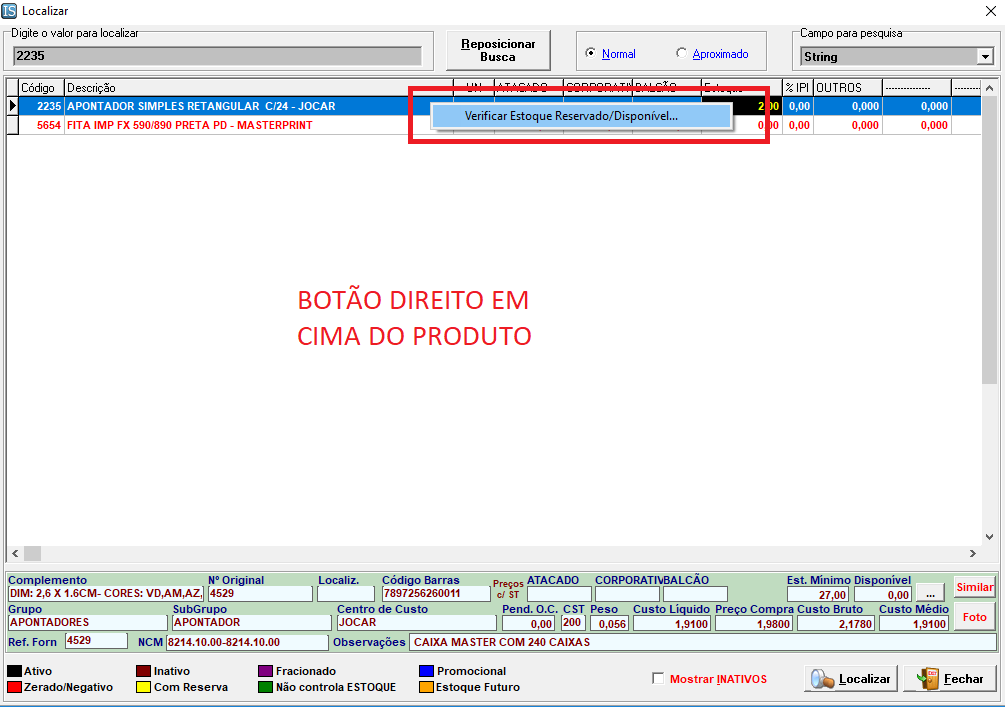 IS Localizar
Digite o valor para localizar
2235
Reposicionar
Busca
Normal
Aproximado
Campo para pesquisa
String
Código Descrição UN ATACADO CORPORATIV BALCÃO Estoque % IPI OUTROS --------------- --------
2235 APONTADOR SIMPLES RETANGULAR C/24 - JOCAR 0,00 0,000 0,000
Verificar Estoque Reservado/Disponível...
5654 FITA IMP FX 590/890 PRETA PD - MASTERPRINT 0,00 0,000 0,000
BOTÃO DIREITO EM
CIMA DO PRODUTO
Complemento Nº Original Localiz. Código Barras Preços c/ ST ATACADO CORPORATIV BALCÃO Est. Mínimo Disponível
DIM: 2,6 X 1.6CM- CORES: VD,AM,AZ, 4529 7897256260011 27,00 0,00 ... Similar
Grupo SubGrupo Centro de Custo Pend. O.C. CST Peso Custo Líquido Preço Compra Custo Bruto Custo Médio
APONTADORES APONTADOR JOCAR 0,00 200 0,056 1,9100 1,9800 2,1780 1,9100 Foto
Ref. Forn 4529 NCM 8214.10.00-8214.10.00 Observações CAIXA MASTER COM 240 CAIXAS
Ativo Inativo Fracionado Promocional
Zerado/Negativo Com Reserva Não controla ESTOQUE Estoque Futuro
Mostrar INATIVOS Localizar Fechar